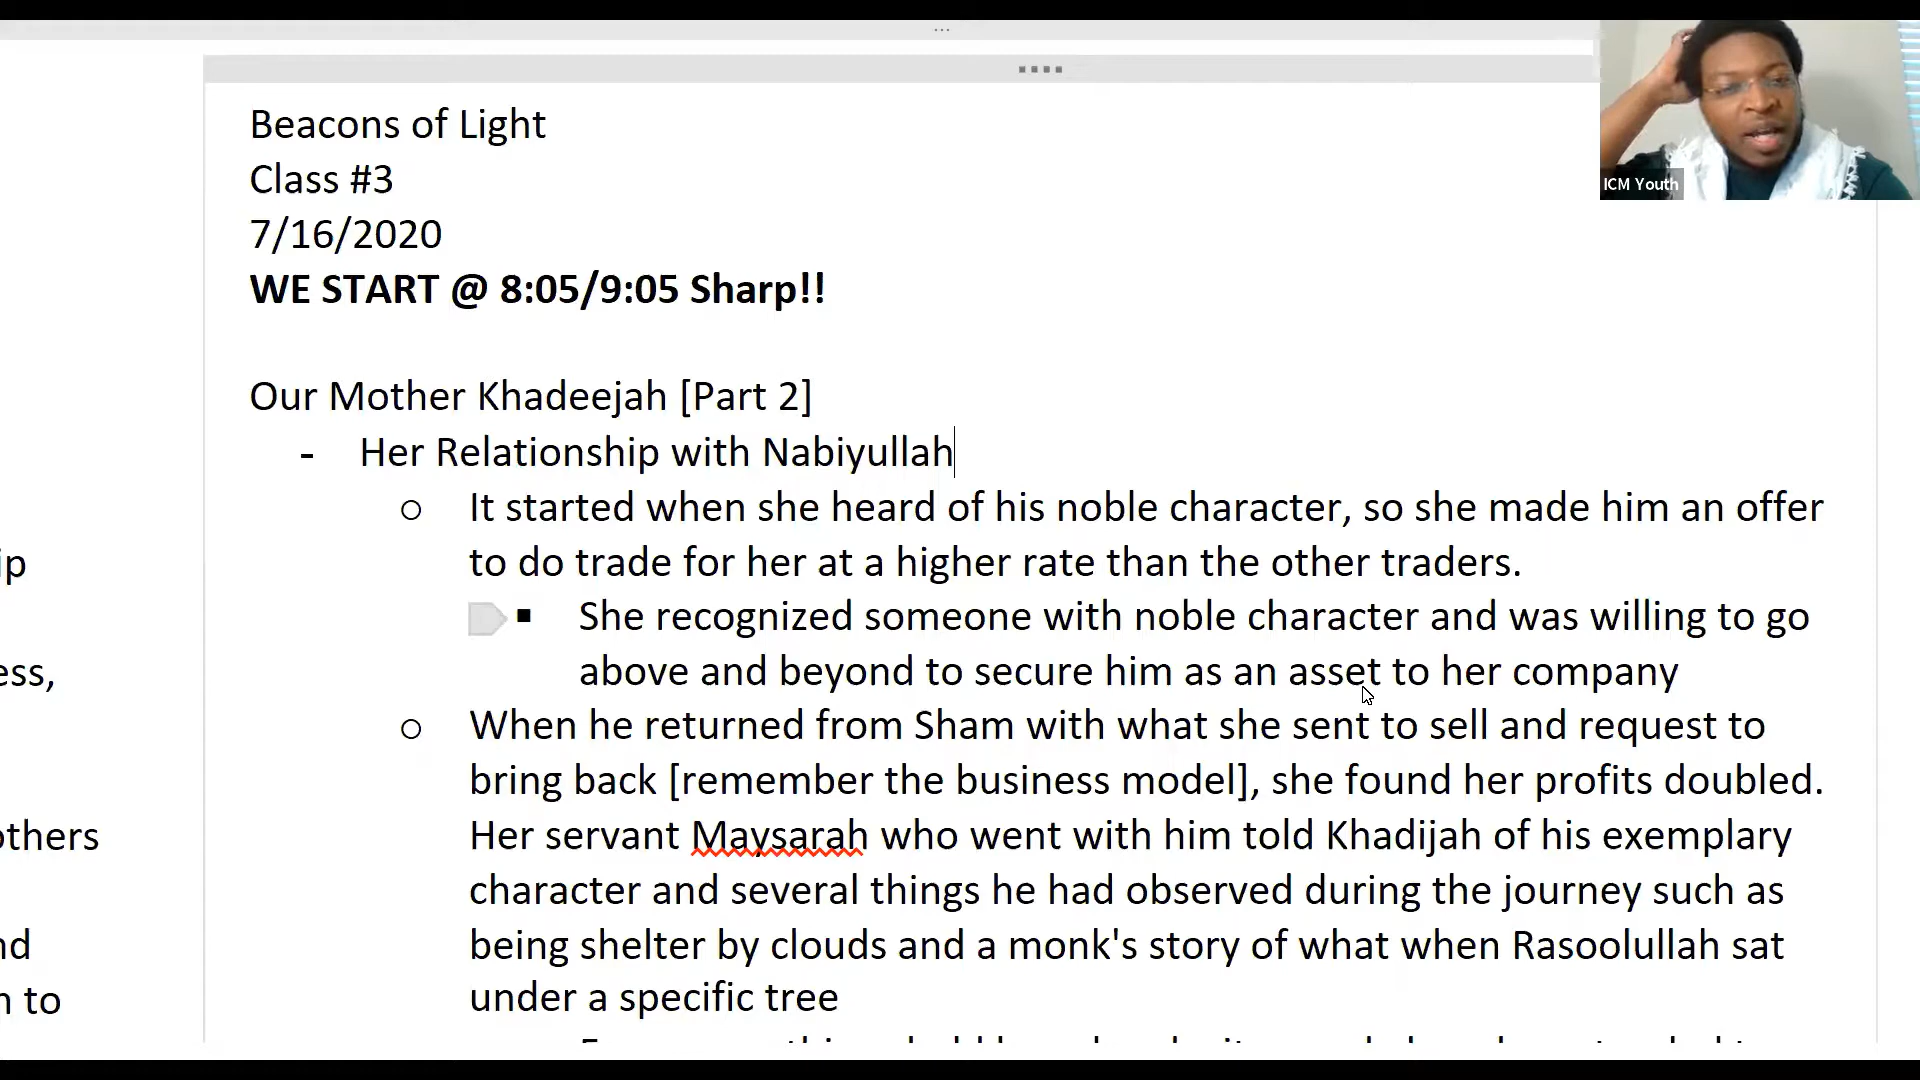 Beacons of Light
Class #3
7/16/2020
WE START @ 8:05/9:05 Sharp!!
ICM Youth
Our Mother Khadeejah [Part 2]
- Her Relationship with Nabiyullah
○ It started when she heard of his noble character, so she made him an offer
to do trade for her at a higher rate than the other traders.
▪ She recognized someone with noble character and was willing to go
above and beyond to secure him as an asset to her company
○ When he returned from Sham with what she sent to sell and request to
bring back [remember the business model], she found her profits doubled.
Her servant Maysarah who went with him told Khadijah of his exemplary
character and several things he had observed during the journey such as
being shelter by clouds and a monk's story of what when Rasoolullah sat
under a specific tree
ip
ess,
others
nd
n to